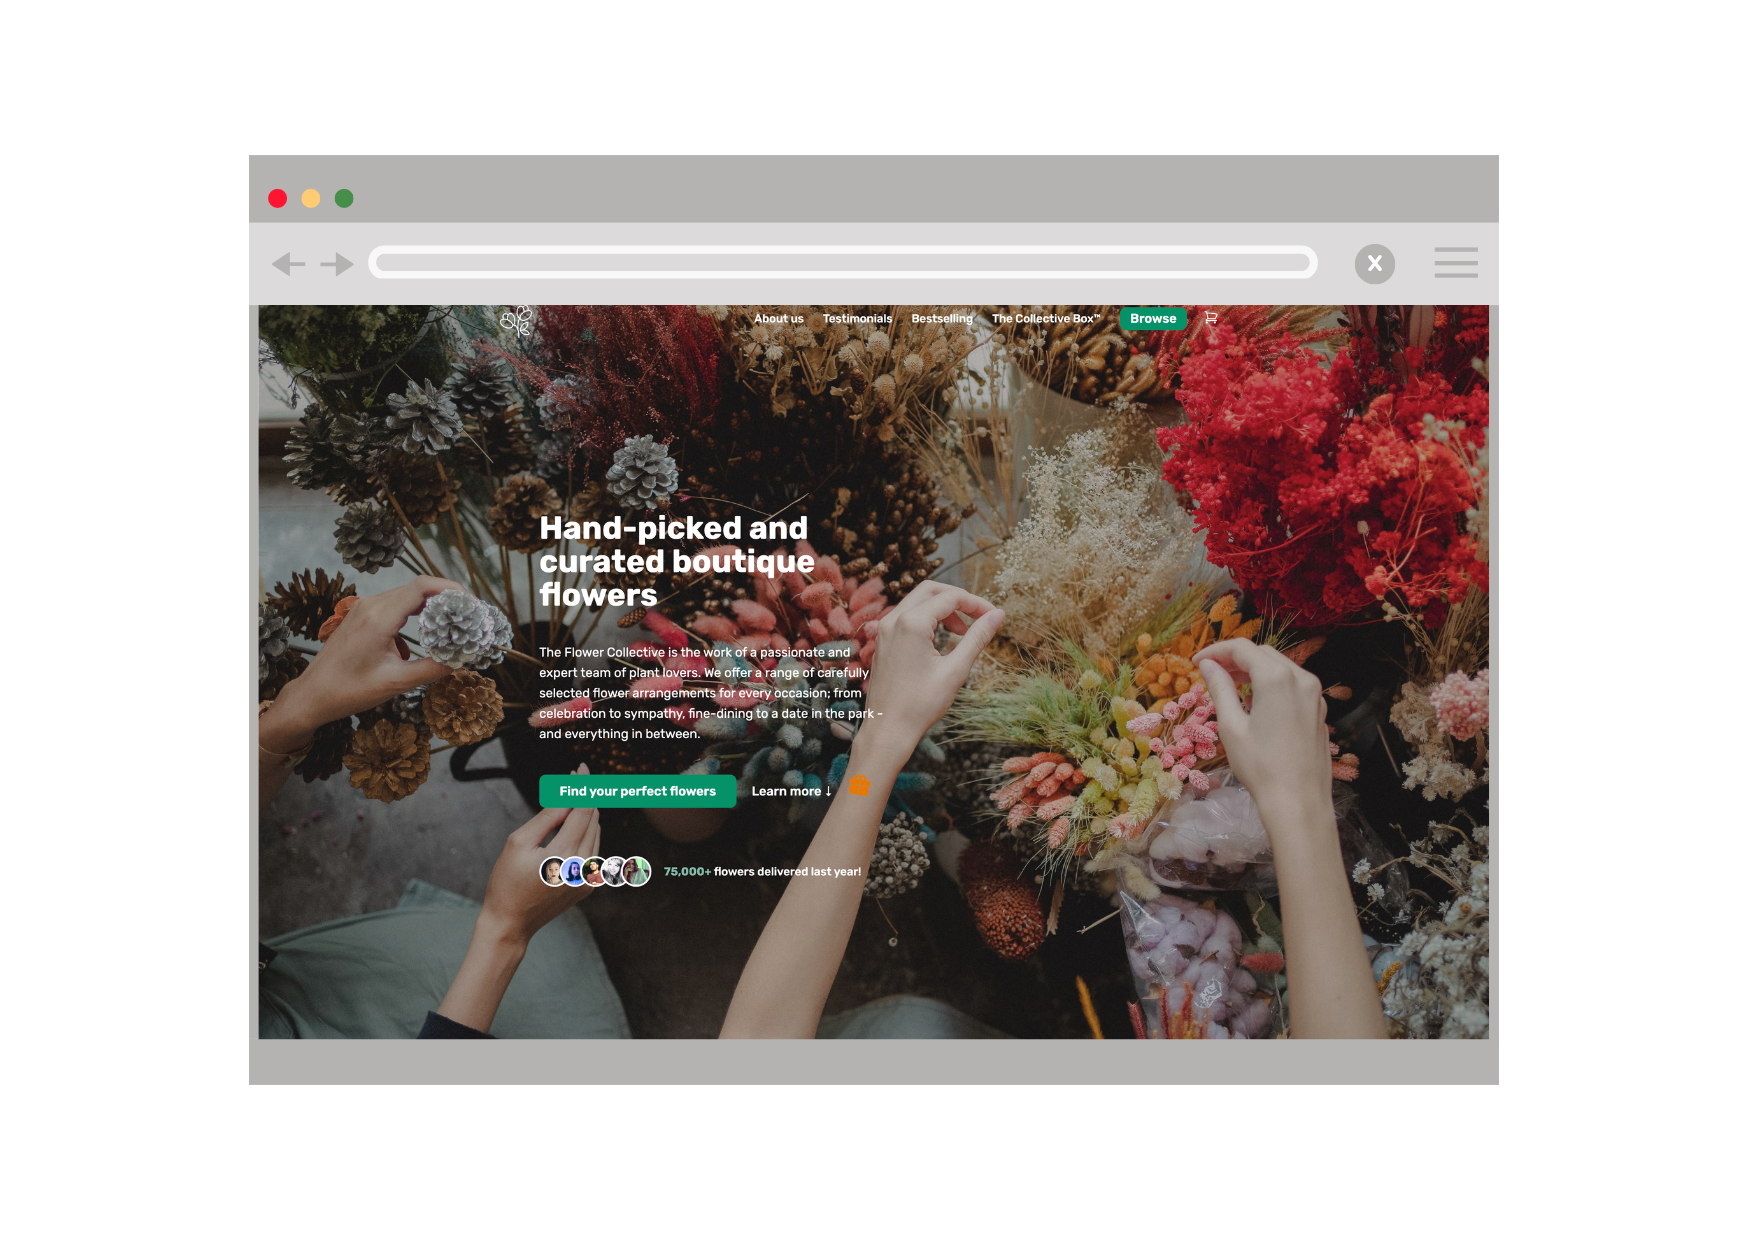 X
About us Testimonials Bestselling The Collective Box™ Browse
Hand-picked and
curated boutique
flowers
The Flower Collective is the work of a passionate and
expert team of plant lovers. We offer a range of carefully
selected flower arrangements for every occasion; from
celebration to sympathy, fine-dining to a date in the park -
and everything in between.
Find your perfect flowers Learn more ↓
75,000+ flowers delivered last year!